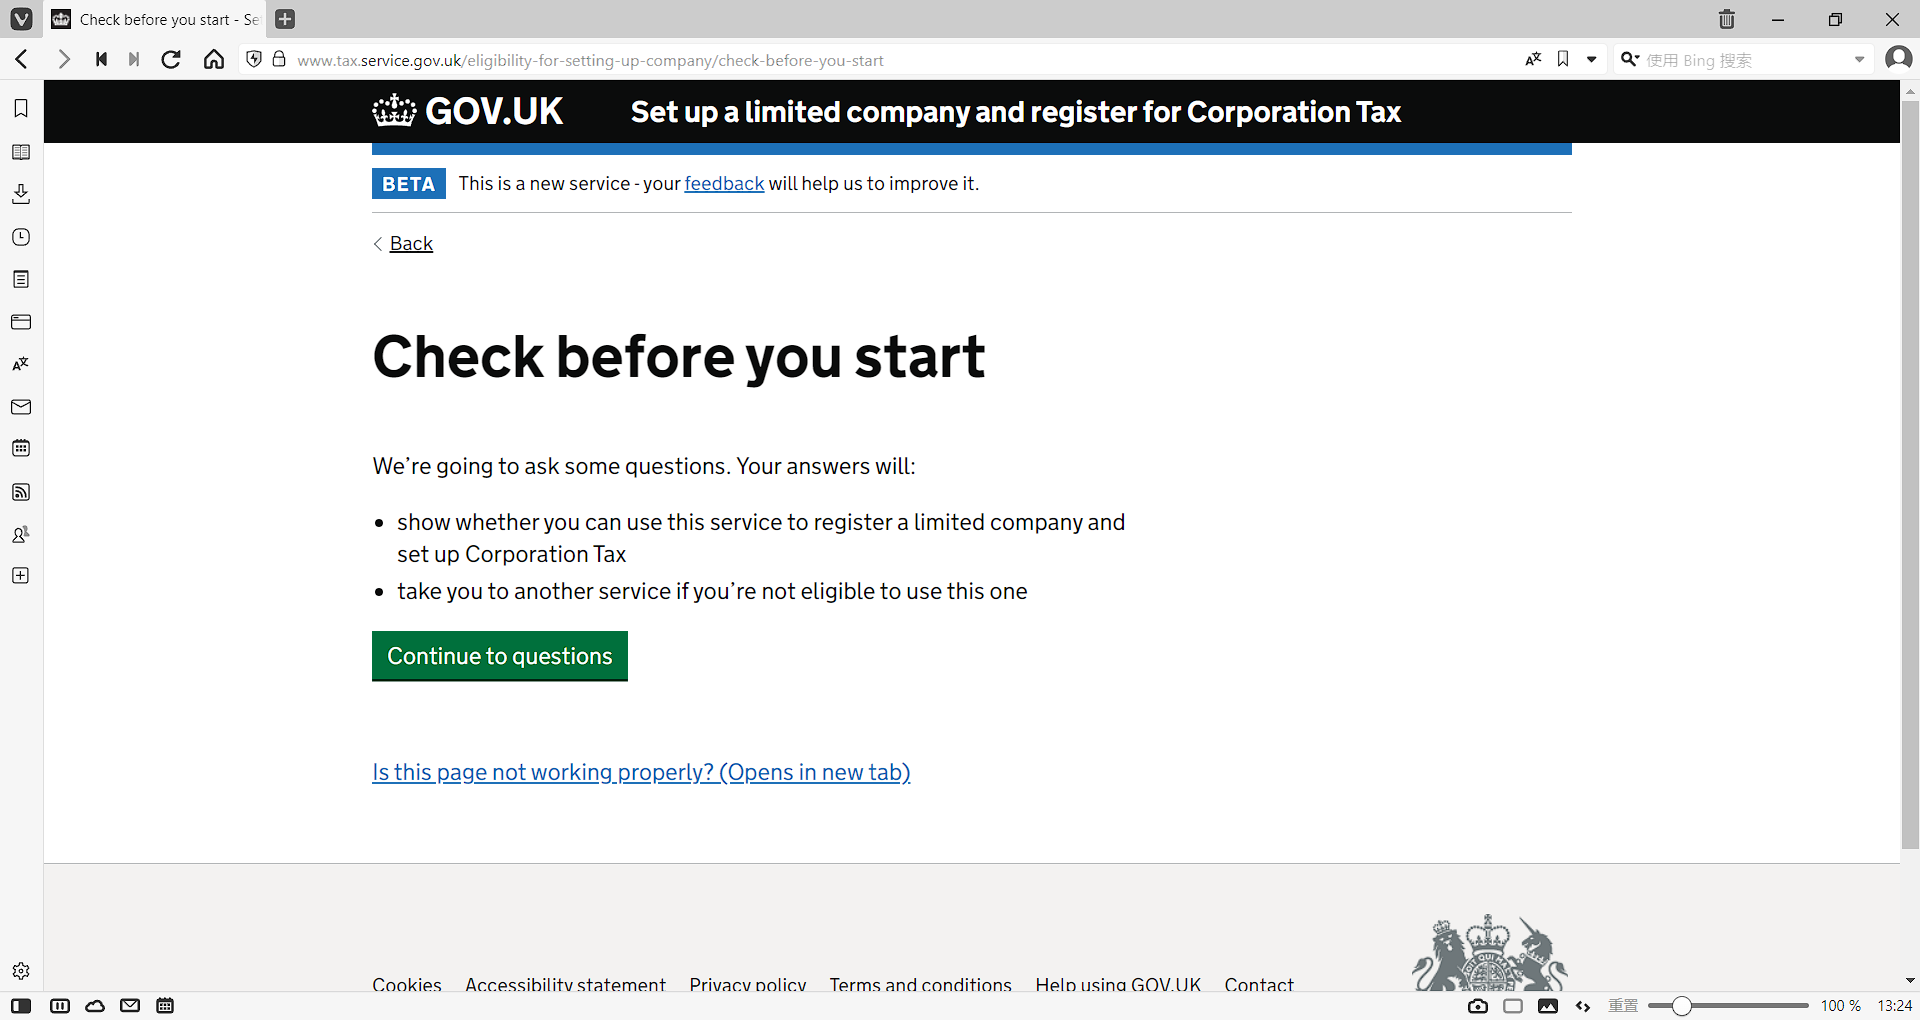 Check before you start - Se
www.tax.service.gov.uk/eligibility-for-setting-up-company/check-before-you-start
使用 Bing 搜索
GOV.UK
Set up a limited company and register for Corporation Tax
BETA
This is a new service - your feedback will help us to improve it.
Back
Check before you start
We’re going to ask some questions. Your answers will:
• show whether you can use this service to register a limited company and
set up Corporation Tax
• take you to another service if you’re not eligible to use this one
Continue to questions
Is this page not working properly? (Opens in new tab)
Cookies
Accessibility statement
Privacy policy
Terms and conditions
Help using GOV.UK
Contact
重置
100 %
13:24